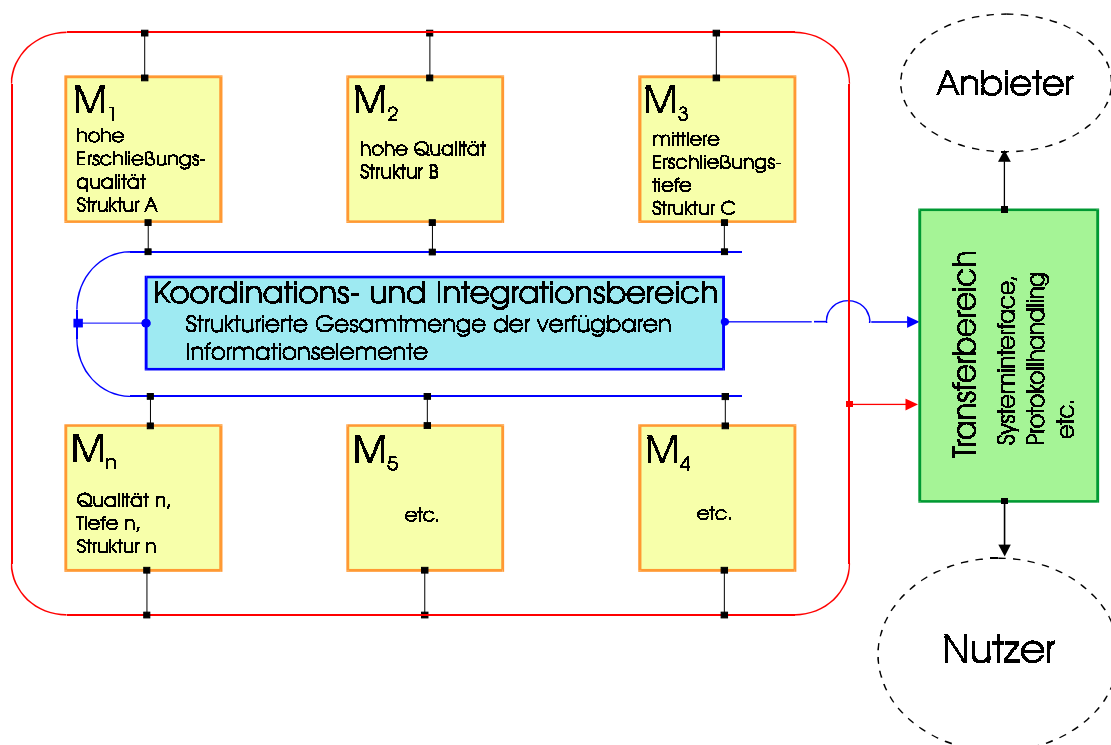 M1
hohe
Erschließungs-
qualität
Struktur A
M2
hohe Qualität
Struktur B
M3
mittlere
Erschließungs-
tiefe
Struktur C
Anbieter
Koordinations- und Integrationsbereich
Strukturierte Gesamtmenge der verfügbaren
Informationselemente
Transferbereich
Systeminterface,
Protokollhandling
etc.
Mn
Qualität n,
Tiefe n,
Struktur n
M5
etc.
M4
etc.
Nutzer